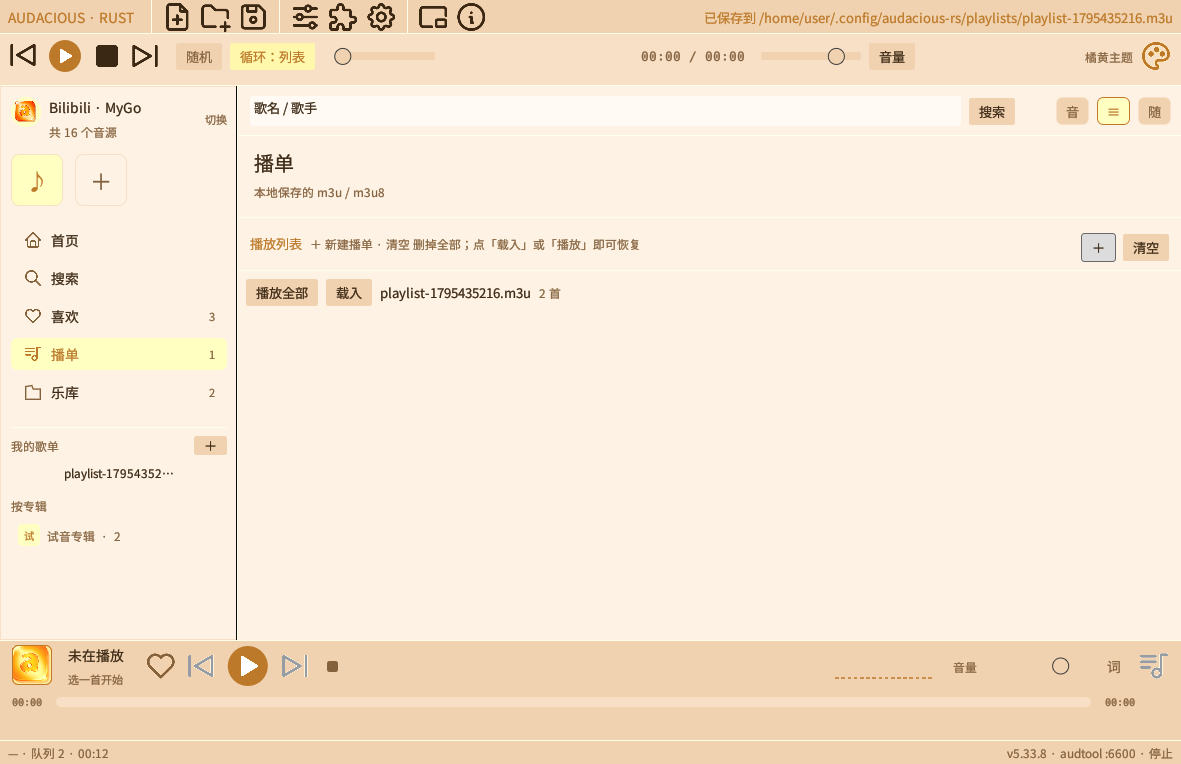 AUDACIOUS · RUST
已保存到 /home/user/.config/audacious-rs/playlists/playlist-1795435216.m3u
随机 循环：列表 00:00 / 00:00 音量 橘黄主题
Bilibili · MyGo
共 16 个音源
切换
♪ ＋
首页
搜索
喜欢 3
播单 1
乐库 2
我的歌单 ＋
playlist-17954352…
按专辑
试 试音专辑 · 2
歌名 / 歌手 搜索 音 ≡ 随
播单
本地保存的 m3u / m3u8
播放列表 ＋ 新建播单 · 清空 删掉全部；点「载入」或「播放」即可恢复 ＋ 清空
播放全部 载入 playlist-1795435216.m3u 2 首
未在播放
选一首开始
音量 词
00:00 00:00
— · 队列 2 · 00:12
v5.33.8 · audtool :6600 · 停止